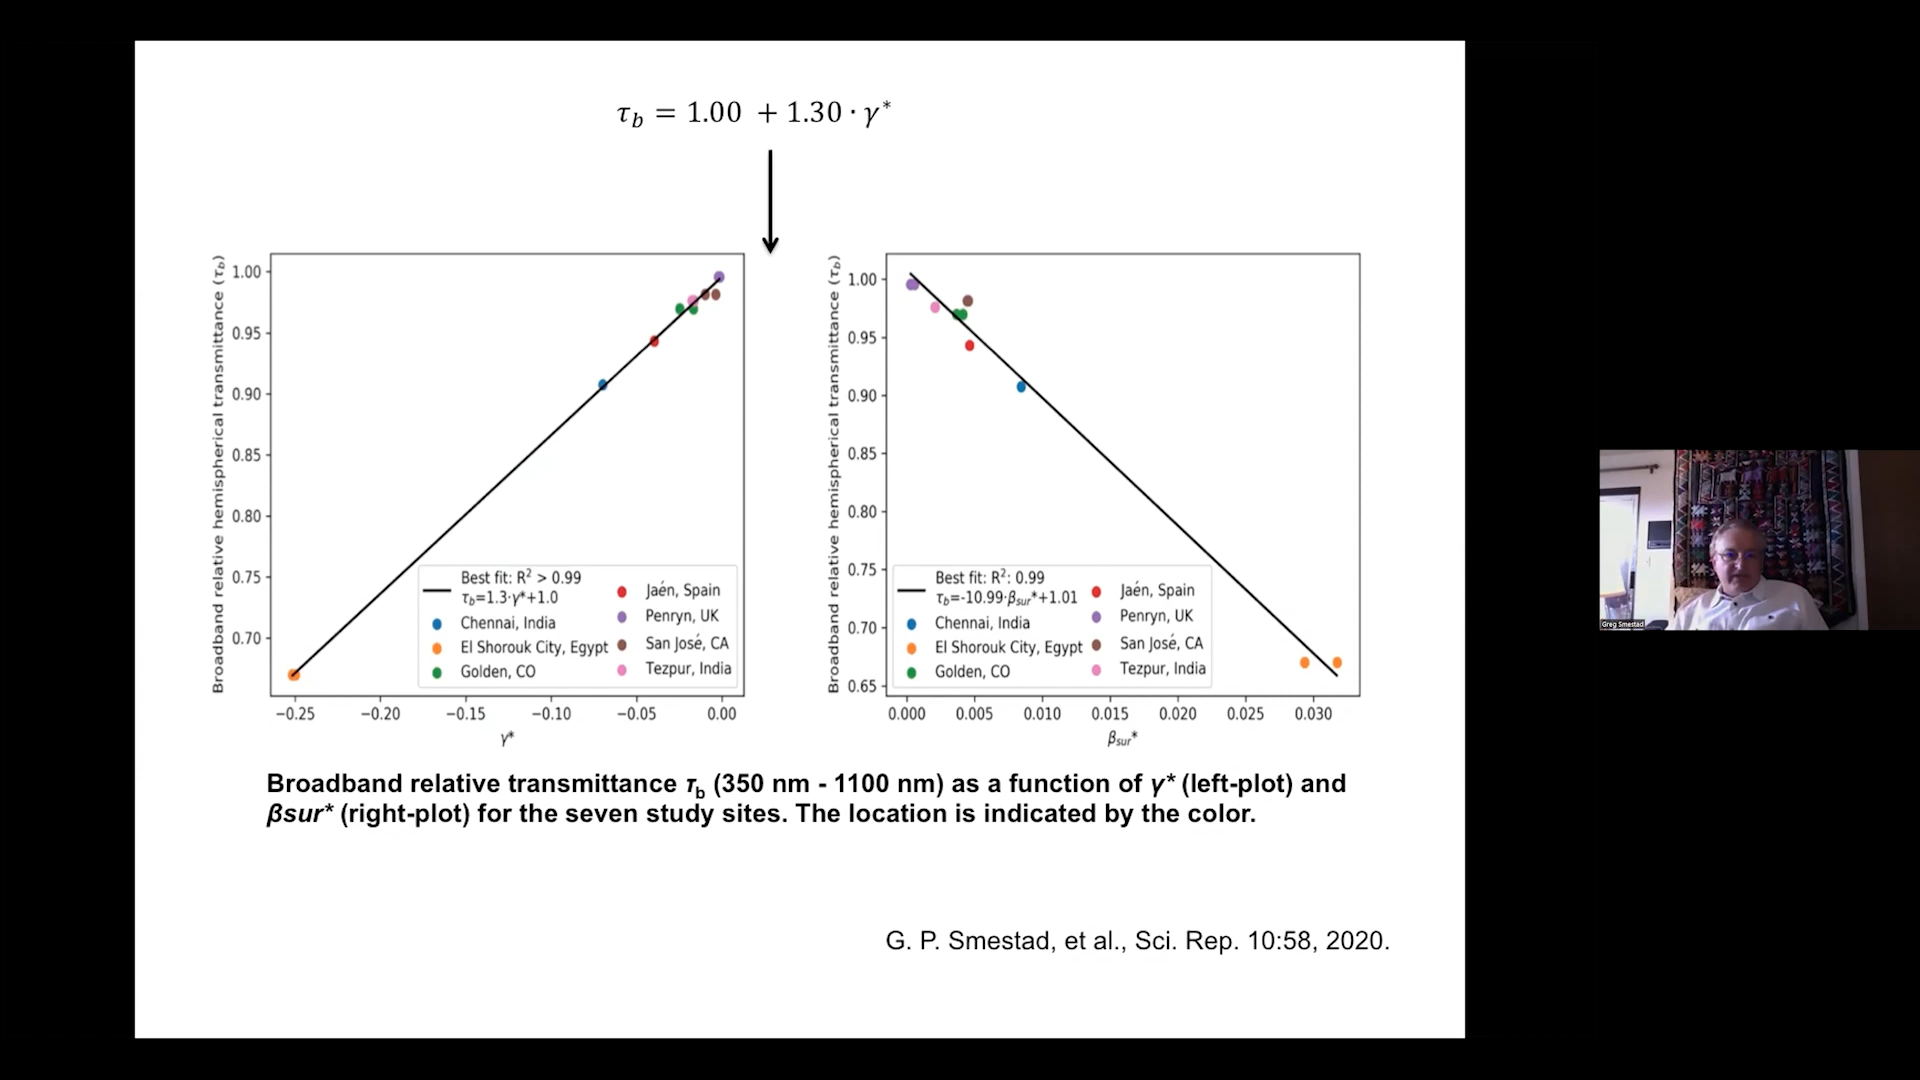 τb = 1.00 + 1.30 · γ*
Broadband relative hemispherical transmittance (τb)
1.00
0.95
0.90
0.85
0.80
0.75
0.70
Best fit: R² > 0.99
τb=1.3·γ*+1.0
Chennai, India
El Shorouk City, Egypt
Golden, CO
Jaén, Spain
Penryn, UK
San José, CA
Tezpur, India
−0.25 −0.20 −0.15 −0.10 −0.05 0.00
γ*
Broadband relative hemispherical transmittance (τb)
1.00
0.95
0.90
0.85
0.80
0.75
0.70
0.65
Best fit: R²: 0.99
τb=-10.99·βsur*+1.01
Chennai, India
El Shorouk City, Egypt
Golden, CO
Jaén, Spain
Penryn, UK
San José, CA
Tezpur, India
0.000 0.005 0.010 0.015 0.020 0.025 0.030
βsur*
Broadband relative transmittance τb (350 nm - 1100 nm) as a function of γ* (left-plot) and
βsur* (right-plot) for the seven study sites. The location is indicated by the color.
G. P. Smestad, et al., Sci. Rep. 10:58, 2020.
Greg Smestad